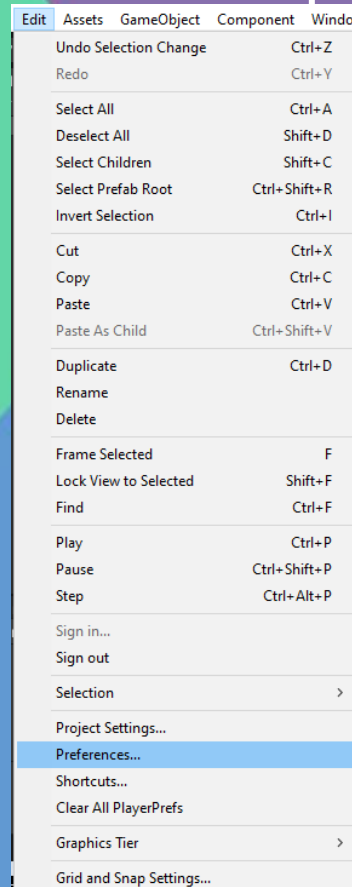 Edit Assets GameObject Component Windo
Undo Selection Change Ctrl+Z
Redo Ctrl+Y
Select All Ctrl+A
Deselect All Shift+D
Select Children Shift+C
Select Prefab Root Ctrl+Shift+R
Invert Selection Ctrl+I
Cut Ctrl+X
Copy Ctrl+C
Paste Ctrl+V
Paste As Child Ctrl+Shift+V
Duplicate Ctrl+D
Rename
Delete
Frame Selected F
Lock View to Selected Shift+F
Find Ctrl+F
Play Ctrl+P
Pause Ctrl+Shift+P
Step Ctrl+Alt+P
Sign in...
Sign out
Selection >
Project Settings...
Preferences...
Shortcuts...
Clear All PlayerPrefs
Graphics Tier >
Grid and Snap Settings...